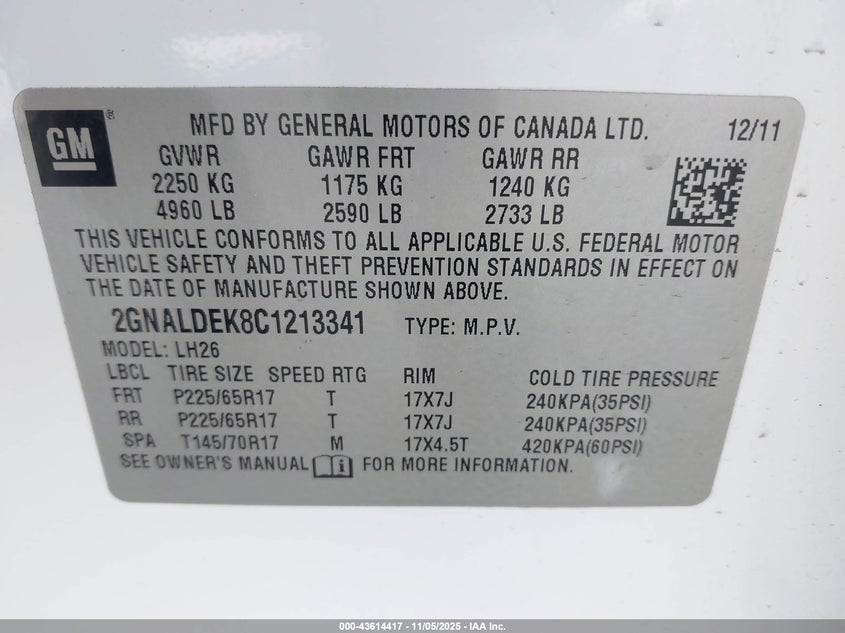 GM ®
MFD BY GENERAL MOTORS OF CANADA LTD. 12/11
GVWR GAWR FRT GAWR RR
2250 KG 1175 KG 1240 KG
4960 LB 2590 LB 2733 LB
THIS VEHICLE CONFORMS TO ALL APPLICABLE U.S. FEDERAL MOTOR
VEHICLE SAFETY AND THEFT PREVENTION STANDARDS IN EFFECT ON
THE DATE OF MANUFACTURE SHOWN ABOVE.
2GNALDEK8C1213341 TYPE: M.P.V.
MODEL: LH26
LBCL TIRE SIZE SPEED RTG RIM COLD TIRE PRESSURE
FRT P225/65R17 T 17X7J 240KPA(35PSI)
RR P225/65R17 T 17X7J 240KPA(35PSI)
SPA T145/70R17 M 17X4.5T 420KPA(60PSI)
SEE OWNER'S MANUAL i FOR MORE INFORMATION.
000-43614417 - 11/05/2025 - IAA Inc.